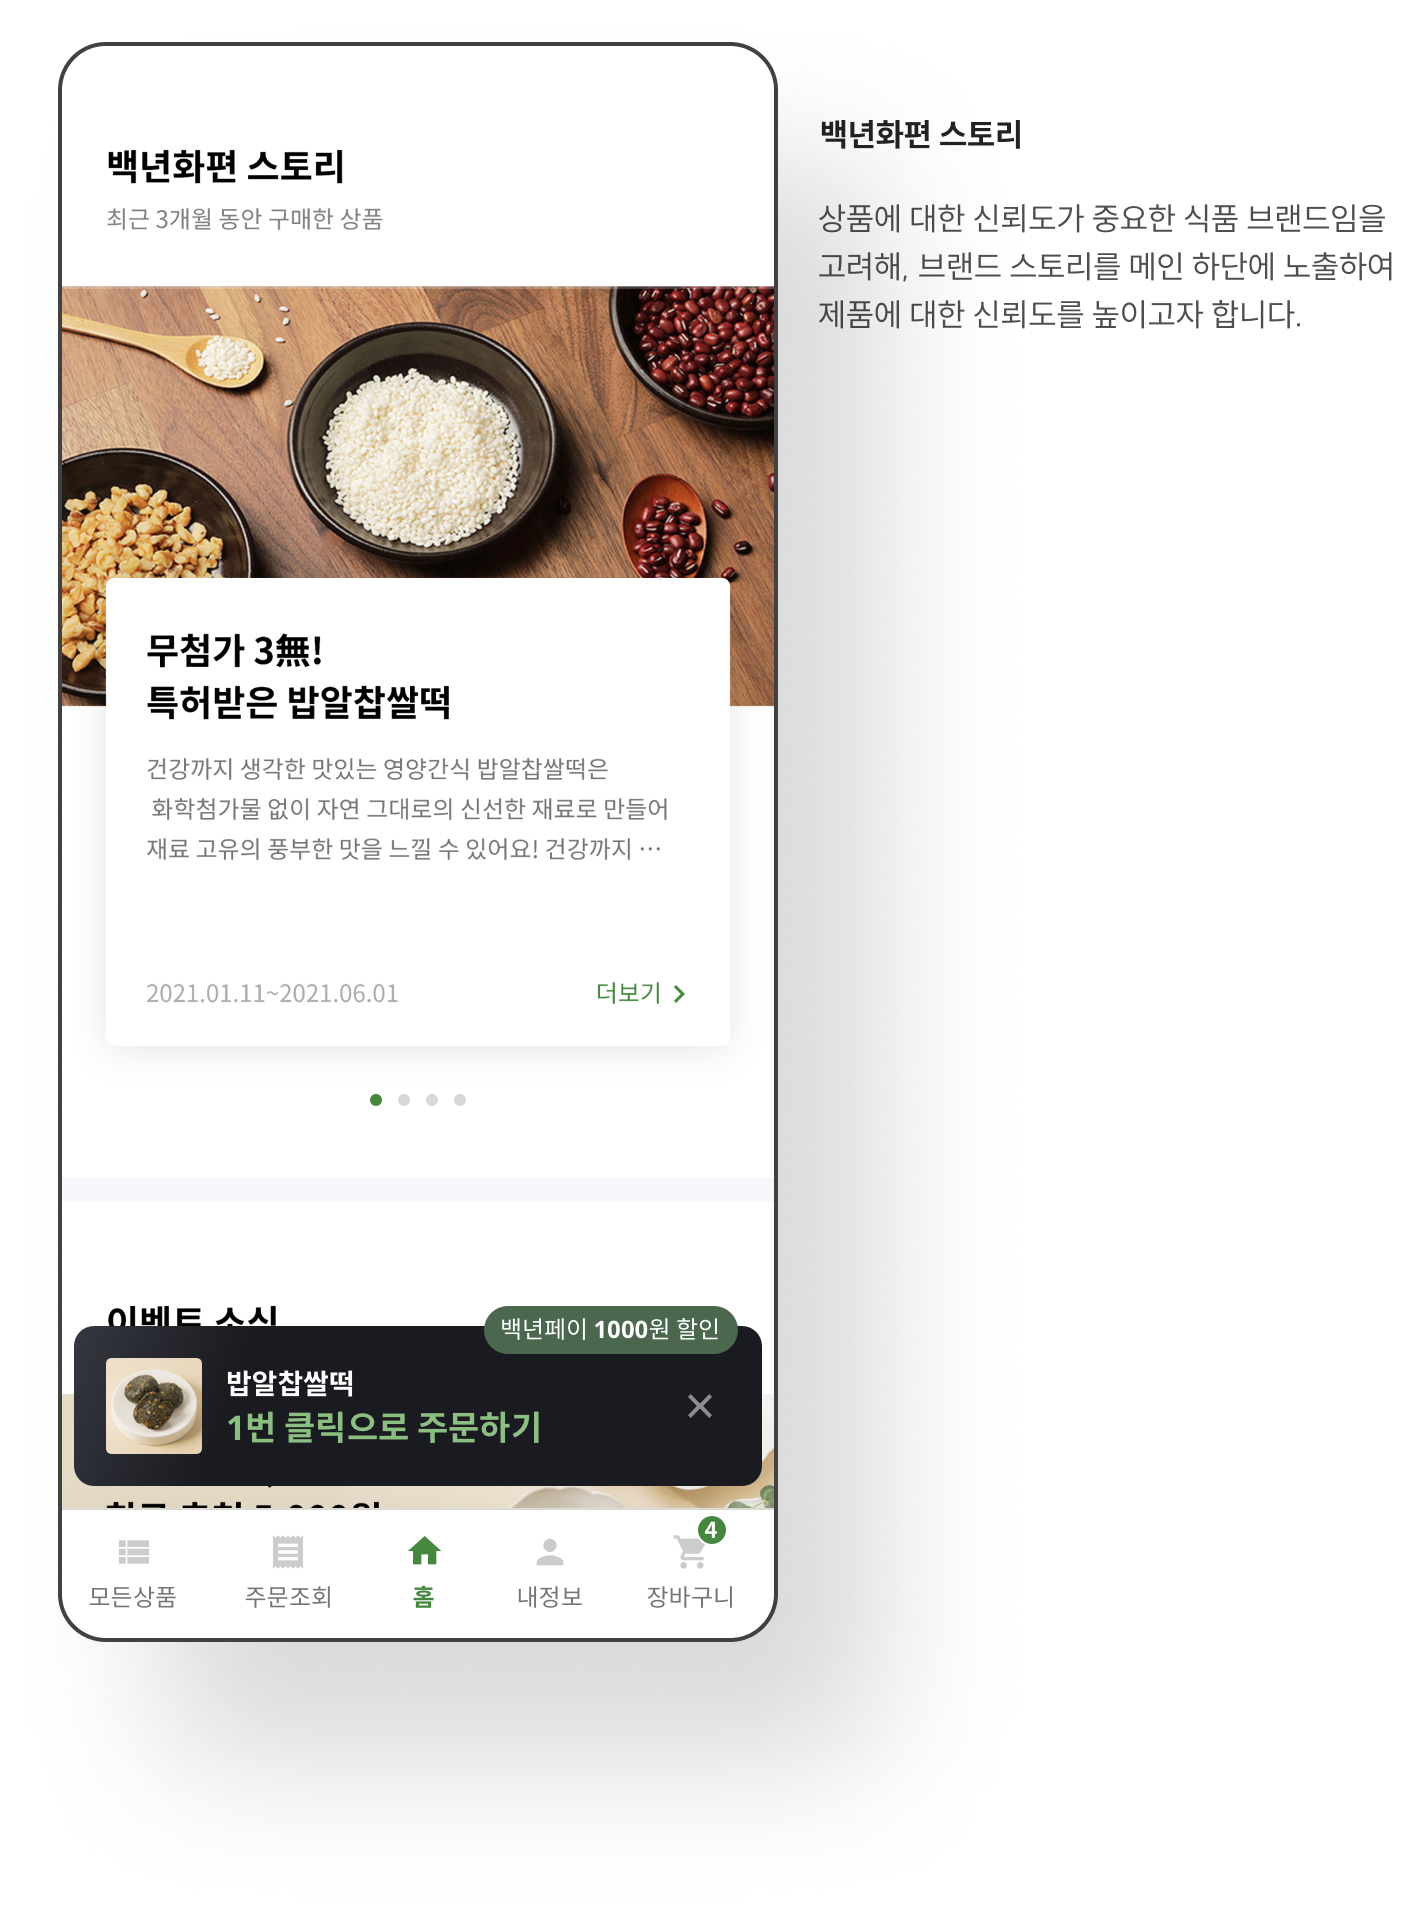 백년화편 스토리
최근 3개월 동안 구매한 상품
무첨가 3無!
특허받은 밥알찹쌀떡
건강까지 생각한 맛있는 영양간식 밥알찹쌀떡은
화학첨가물 없이 자연 그대로의 신선한 재료로 만들어
재료 고유의 풍부한 맛을 느낄 수 있어요! 건강까지 ···
2021.01.11~2021.06.01
더보기
이벤트 소식
백년페이 1000원 할인
밥알찹쌀떡
1번 클릭으로 주문하기
모든상품
주문조회
홈
내정보
4
장바구니
백년화편 스토리
상품에 대한 신뢰도가 중요한 식품 브랜드임을
고려해, 브랜드 스토리를 메인 하단에 노출하여
제품에 대한 신뢰도를 높이고자 합니다.